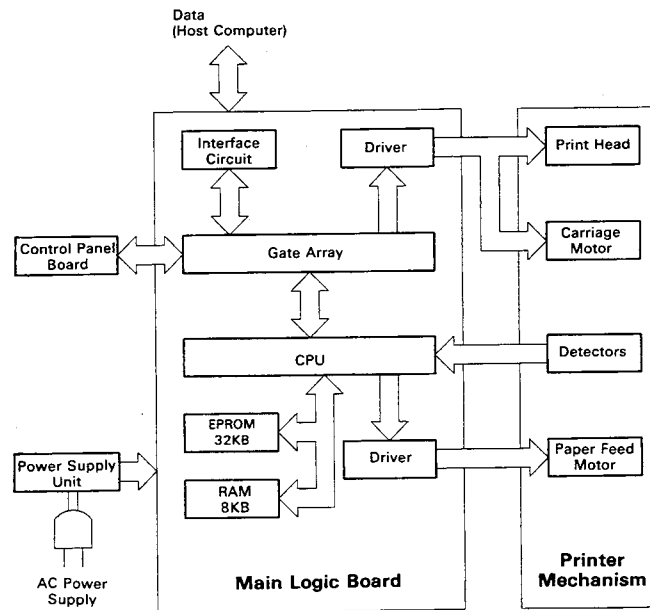 Data
(Host Computer)
Interface
Circuit
Driver
Print Head
Control Panel
Board
Gate Array
Carriage
Motor
CPU
Detectors
EPROM
32KB
Power Supply
Unit
Driver
Paper Feed
Motor
RAM
8KB
AC Power
Supply
Main Logic Board
Printer
Mechanism